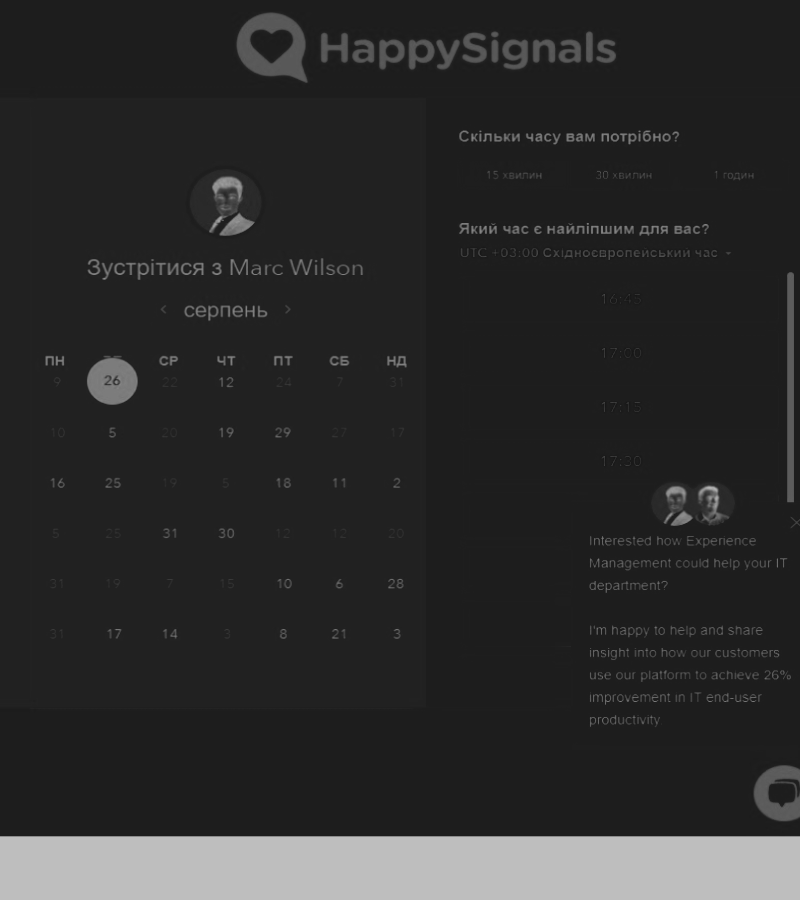 HappySignals
Зустрітися з Marc Wilson
серпень
ПН СР ЧТ ПТ СБ НД
9 26 22 12 24 7 31
10 5 20 19 29 27 17
16 25 19 5 18 11 2
5 25 31 30 12 12 20
31 19 7 15 10 6 28
31 17 14 3 8 21 3
Скільки часу вам потрібно?
15 хвилин 30 хвилин 1 годин
Який час є найліпшим для вас?
UTC +03:00 Східноєвропейський час
16:45
17:00
17:15
17:30
Interested how Experience
Management could help your IT
department?
I'm happy to help and share
insight into how our customers
use our platform to achieve 26%
improvement in IT end-user
productivity.